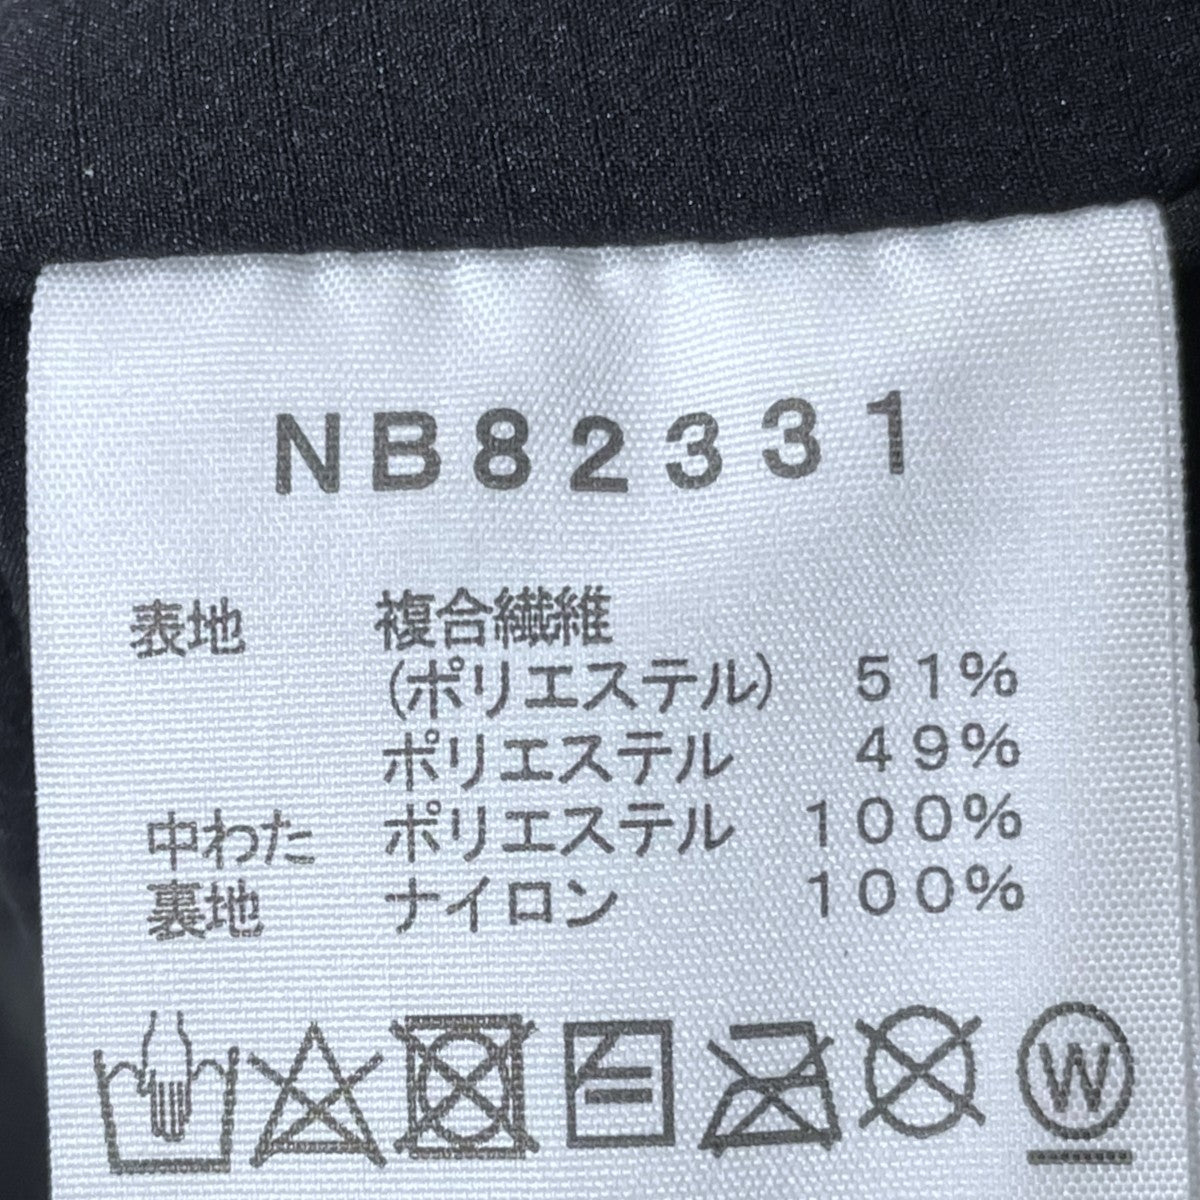 NB82331
表地 複合繊維
(ポリエステル) 51%
ポリエステル 49%
中わた ポリエステル 100%
裏地 ナイロン 100%
W